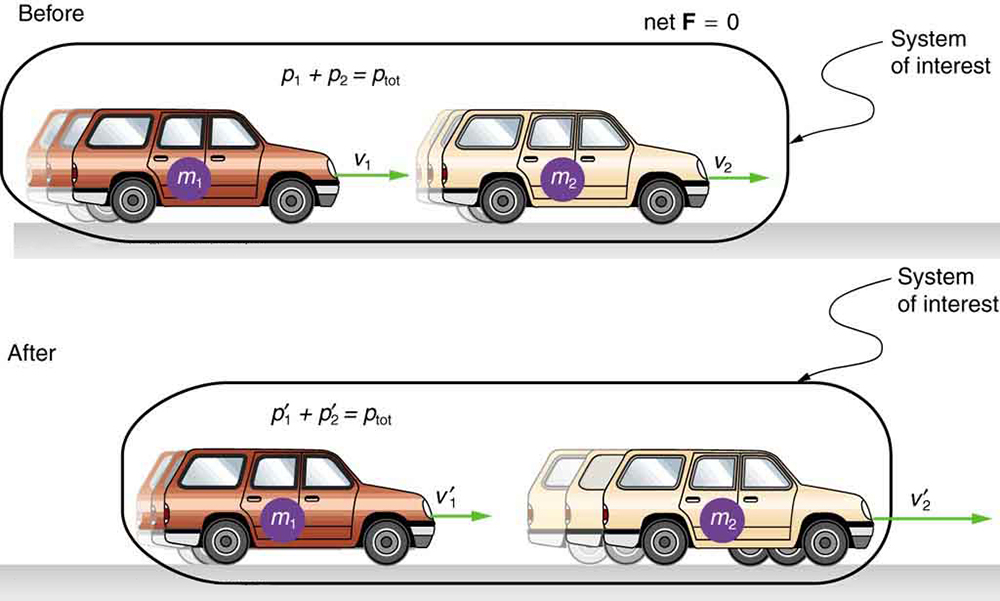 Before
net F = 0
System
of interest
p₁ + p₂ = pₜₒₜ
v₁
v₂
m₁
m₂
System
of interest
After
p′₁ + p′₂ = pₜₒₜ
v′₁
v′₂
m₁
m₂